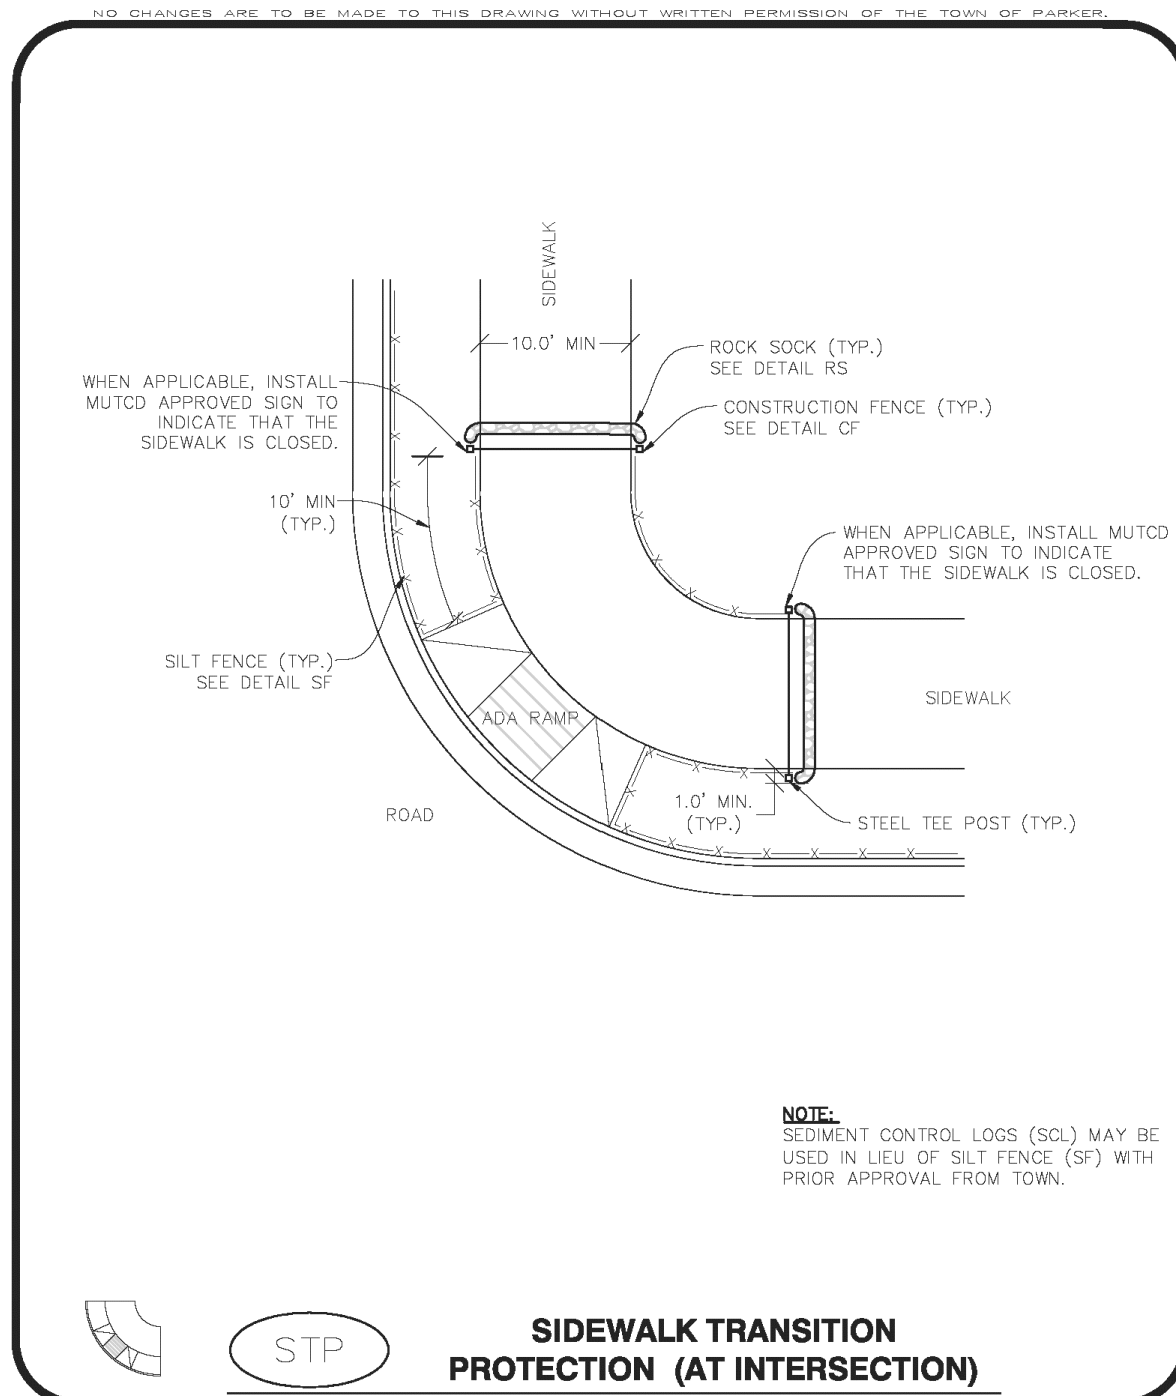 NO CHANGES ARE TO BE MADE TO THIS DRAWING WITHOUT WRITTEN PERMISSION OF THE TOWN OF PARKER.
SIDEWALK
10.0' MIN
ROCK SOCK (TYP.)
SEE DETAIL RS
WHEN APPLICABLE, INSTALL
MUTCD APPROVED SIGN TO
INDICATE THAT THE
SIDEWALK IS CLOSED.
CONSTRUCTION FENCE (TYP.)
SEE DETAIL CF
10' MIN
(TYP.)
WHEN APPLICABLE, INSTALL MUTCD
APPROVED SIGN TO INDICATE
THAT THE SIDEWALK IS CLOSED.
SILT FENCE (TYP.)
SEE DETAIL SF
SIDEWALK
ADA RAMP
ROAD
1.0' MIN.
(TYP.)
STEEL TEE POST (TYP.)
NOTE:
SEDIMENT CONTROL LOGS (SCL) MAY BE
USED IN LIEU OF SILT FENCE (SF) WITH
PRIOR APPROVAL FROM TOWN.
STP
SIDEWALK TRANSITION
PROTECTION (AT INTERSECTION)